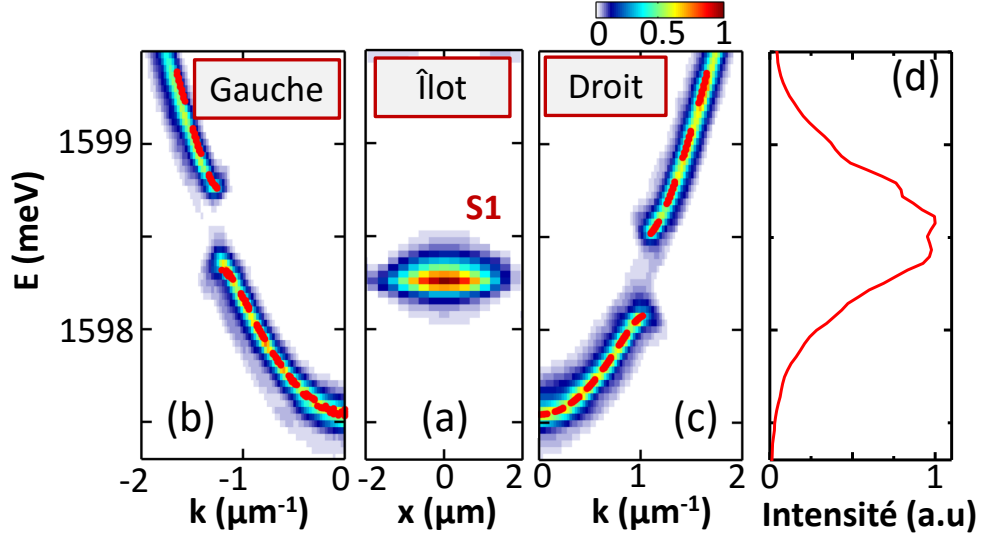 0 0.5 1
Gauche
Îlot
Droit
(d)
1599
S1
E (meV)
1598
(b)
(a)
(c)
-2 -1 0
-2 0 2
0 1 2
0 1
k (µm⁻¹)
x (µm)
k (µm⁻¹)
Intensité (a.u)